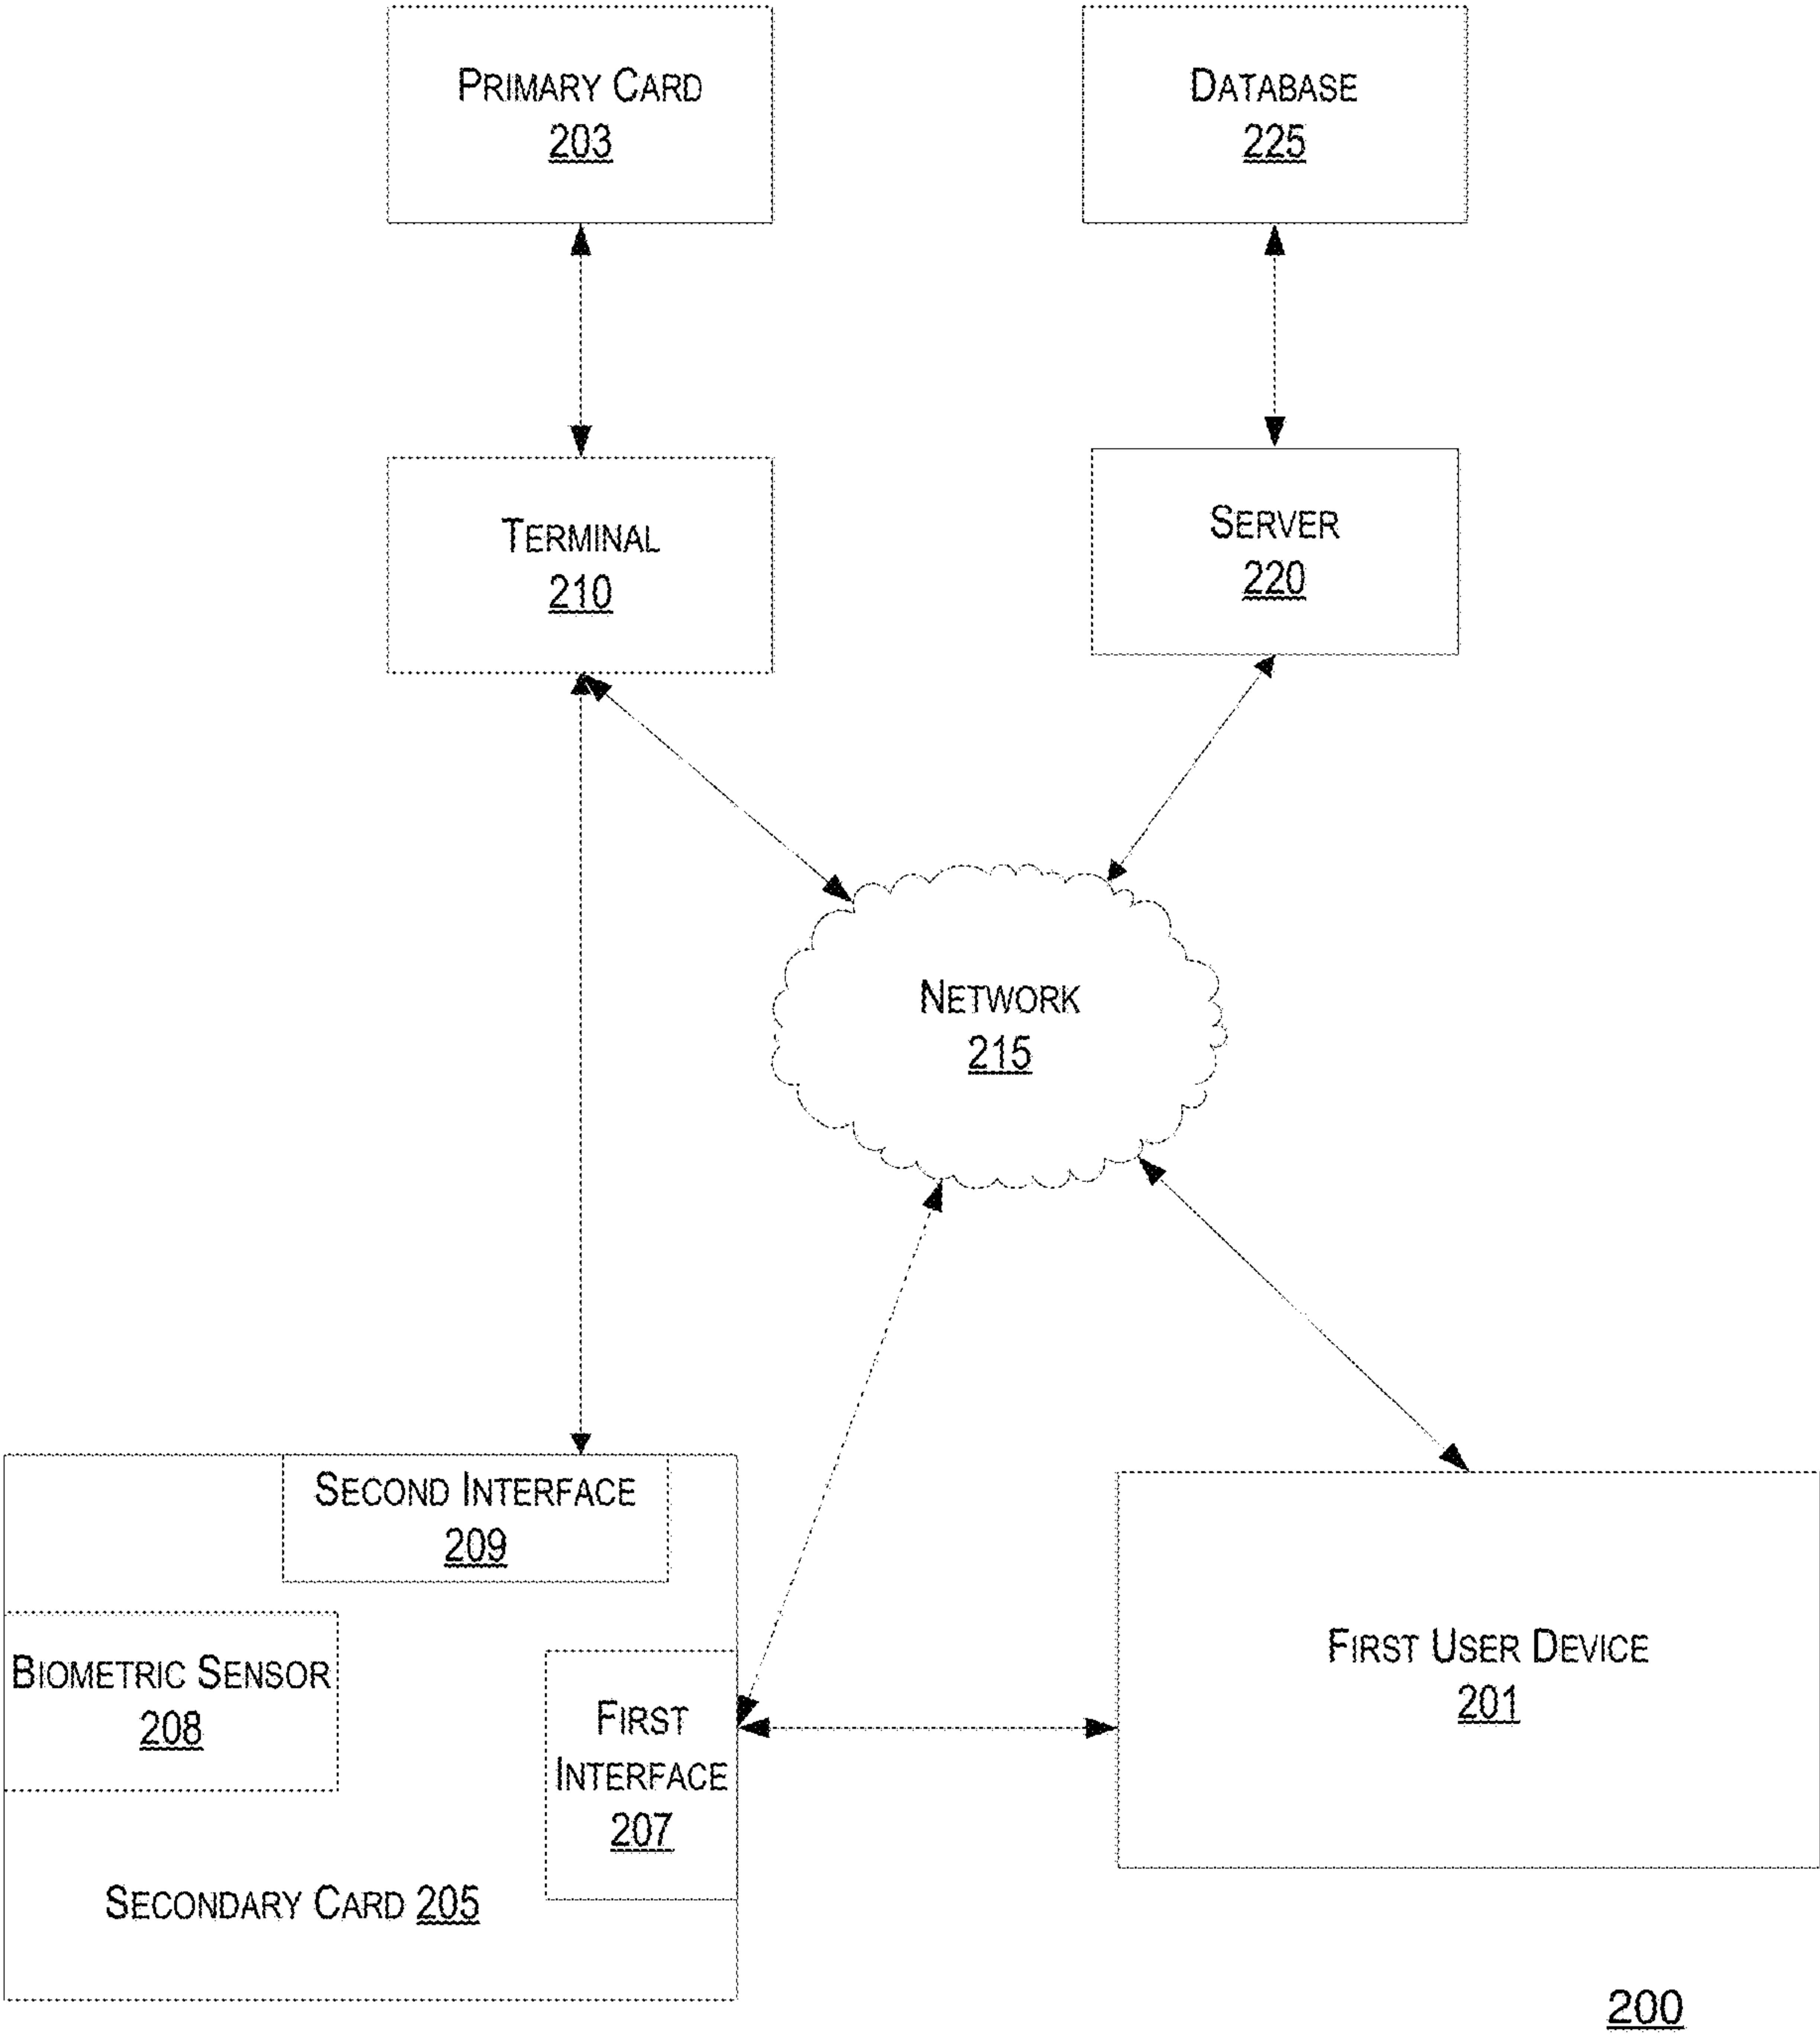 PRIMARY CARD
203
DATABASE
225
TERMINAL
210
SERVER
220
NETWORK
215
SECOND INTERFACE
209
BIOMETRIC SENSOR
208
FIRST
INTERFACE
207
SECONDARY CARD 205
FIRST USER DEVICE
201
200